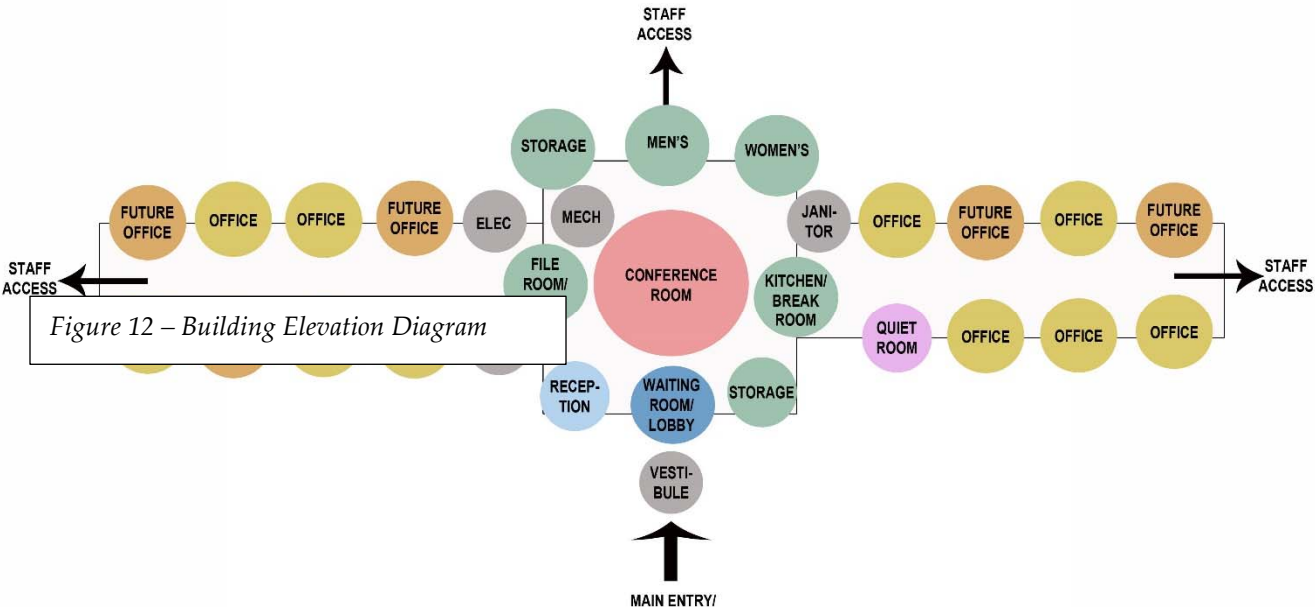 STAFF
ACCESS
STORAGE
MEN'S
WOMEN'S
FUTURE
OFFICE
OFFICE
OFFICE
FUTURE
OFFICE
ELEC
MECH
JANI-
TOR
OFFICE
FUTURE
OFFICE
OFFICE
FUTURE
OFFICE
STAFF
ACCESS
FILE
ROOM/
CONFERENCE
ROOM
KITCHEN/
BREAK
ROOM
STAFF
ACCESS
Figure 12 – Building Elevation Diagram
QUIET
ROOM
OFFICE
OFFICE
OFFICE
RECEP-
TION
WAITING
ROOM/
LOBBY
STORAGE
VESTI-
BULE
MAIN ENTRY/